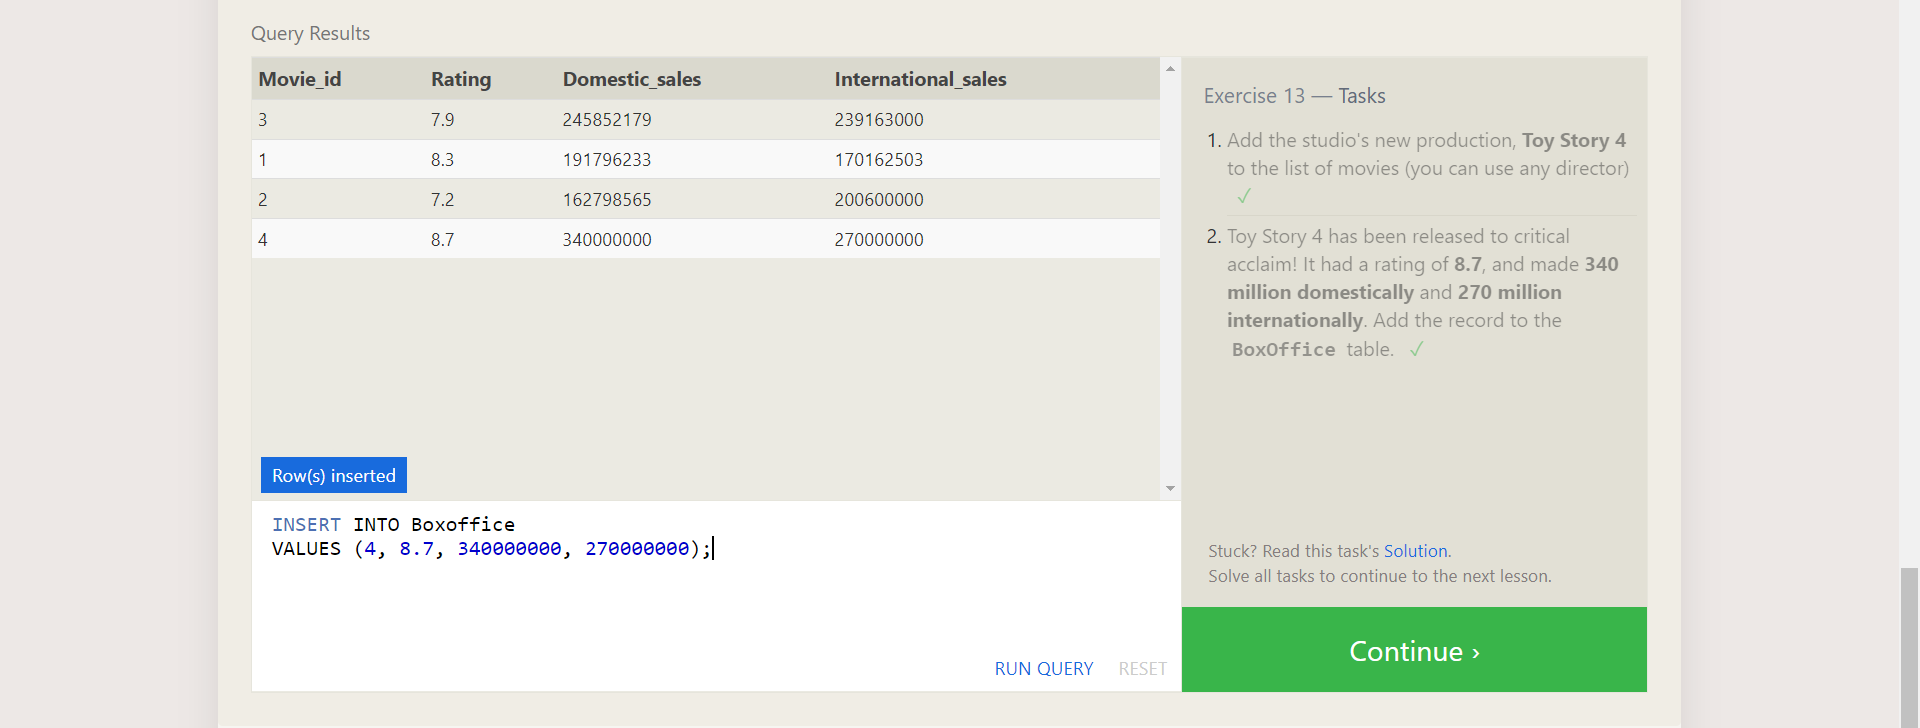 Query Results
Movie_id Rating Domestic_sales International_sales
3 7.9 245852179 239163000
1 8.3 191796233 170162503
2 7.2 162798565 200600000
4 8.7 340000000 270000000
Row(s) inserted
INSERT INTO Boxoffice
VALUES (4, 8.7, 340000000, 270000000);
RUN QUERY RESET
Exercise 13 — Tasks
1. Add the studio's new production, Toy Story 4
to the list of movies (you can use any director)
✓
2. Toy Story 4 has been released to critical
acclaim! It had a rating of 8.7, and made 340
million domestically and 270 million
internationally. Add the record to the
BoxOffice table. ✓
Stuck? Read this task's Solution.
Solve all tasks to continue to the next lesson.
Continue ›